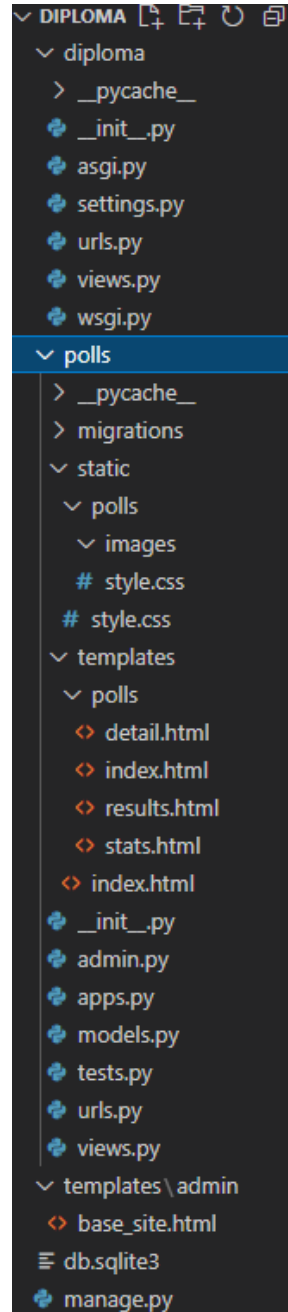 DIPLOMA
diploma
__pycache__
__init__.py
asgi.py
settings.py
urls.py
views.py
wsgi.py
polls
__pycache__
migrations
static
polls
images
# style.css
# style.css
templates
polls
detail.html
index.html
results.html
stats.html
index.html
__init__.py
admin.py
apps.py
models.py
tests.py
urls.py
views.py
templates\admin
base_site.html
db.sqlite3
manage.py